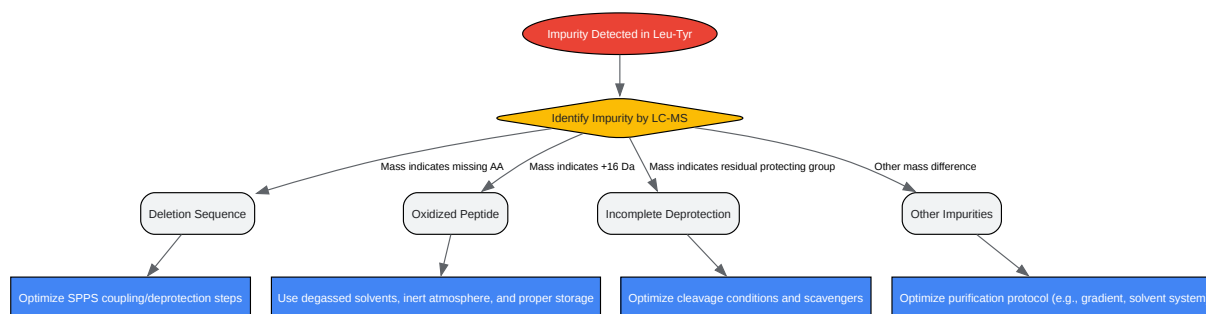 Impurity Detected in Leu-Tyr
Identify Impurity by LC-MS
Mass indicates missing AA
Mass indicates +16 Da
Mass indicates residual protecting group
Other mass difference
Deletion Sequence
Oxidized Peptide
Incomplete Deprotection
Other Impurities
Optimize SPPS coupling/deprotection steps
Use degassed solvents, inert atmosphere, and proper storage
Optimize cleavage conditions and scavengers
Optimize purification protocol (e.g., gradient, solvent system